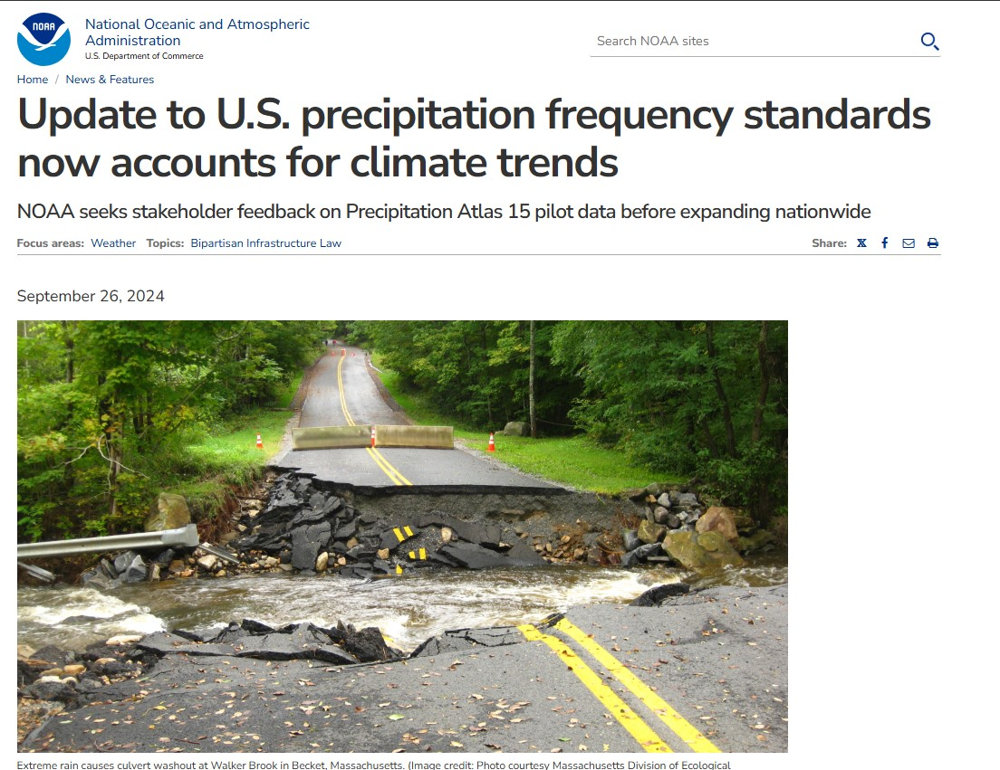 NOAA
National Oceanic and Atmospheric
Administration
U.S. Department of Commerce
Search NOAA sites
Home / News & Features
Update to U.S. precipitation frequency standards
now accounts for climate trends
NOAA seeks stakeholder feedback on Precipitation Atlas 15 pilot data before expanding nationwide
Focus areas: Weather Topics: Bipartisan Infrastructure Law
Share:
September 26, 2024
Extreme rain causes culvert washout at Walker Brook in Becket, Massachusetts. (Image credit: Photo courtesy Massachusetts Division of Ecological